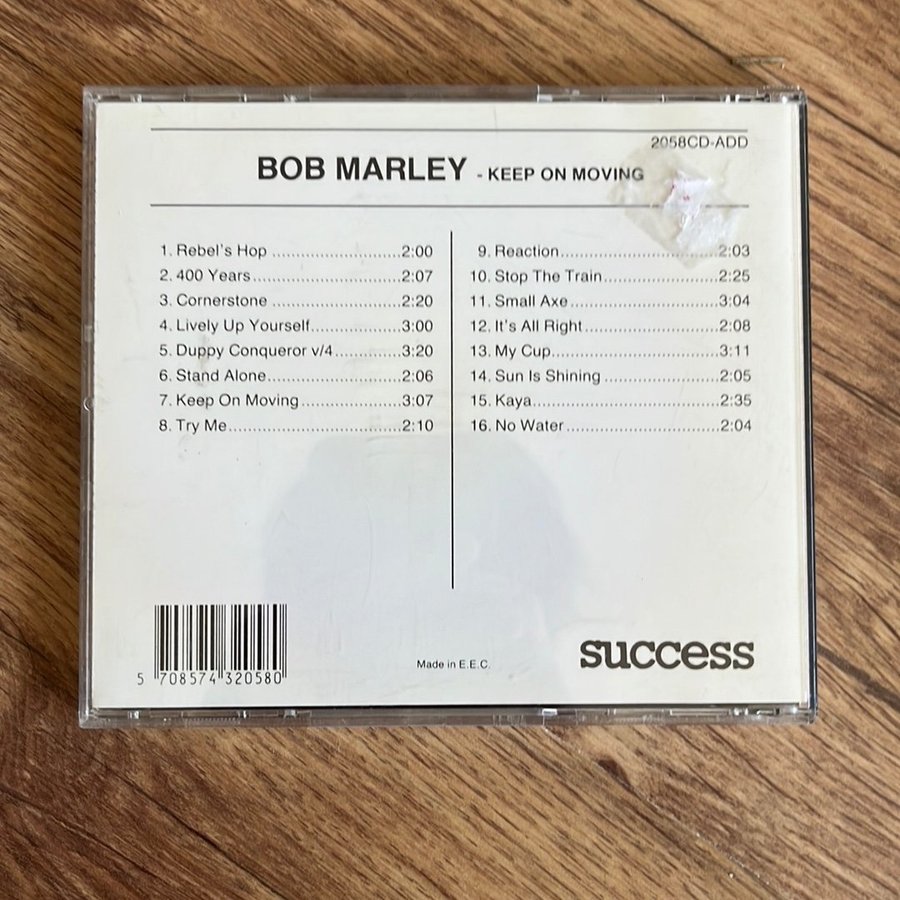 2058CD-ADD
BOB MARLEY - KEEP ON MOVING
1. Rebel's Hop ............................2:00
2. 400 Years................................2:07
3. Cornerstone ............................2:20
4. Lively Up Yourself....................3:00
5. Duppy Conqueror v/4...............3:20
6. Stand Alone.............................2:06
7. Keep On Moving......................3:07
8. Try Me.....................................2:10
9. Reaction..................................2:03
10. Stop The Train.........................2:25
11. Small Axe................................3:04
12. It's All Right.............................2:08
13. My Cup....................................3:11
14. Sun Is Shining .........................2:05
15. Kaya........................................2:35
16. No Water.................................2:04
5 708574 320580
Made in E.E.C.
success